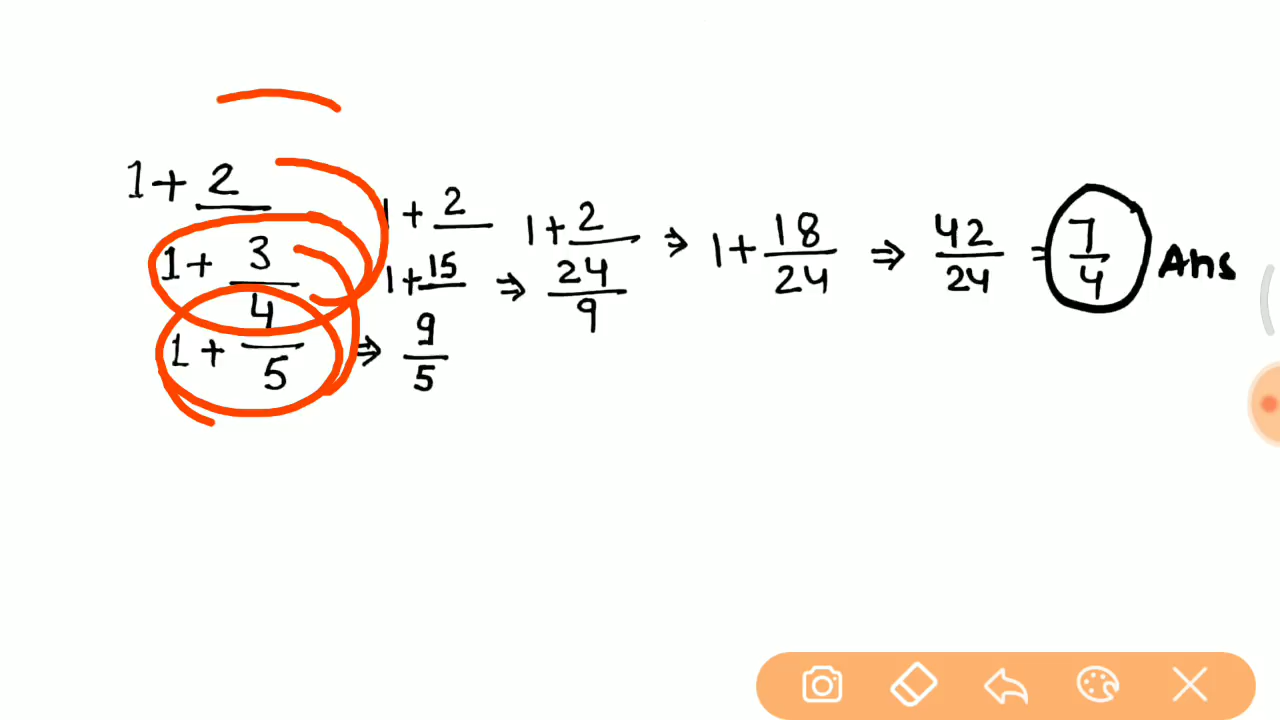 1 + 2
1 + 3
4
1 + 5
1 + 2
1 + 15
⇒ 9
5
1 + 2
⇒ 24
9
⇒ 1 + 18
24
⇒ 42
24
= 7
4
Ans